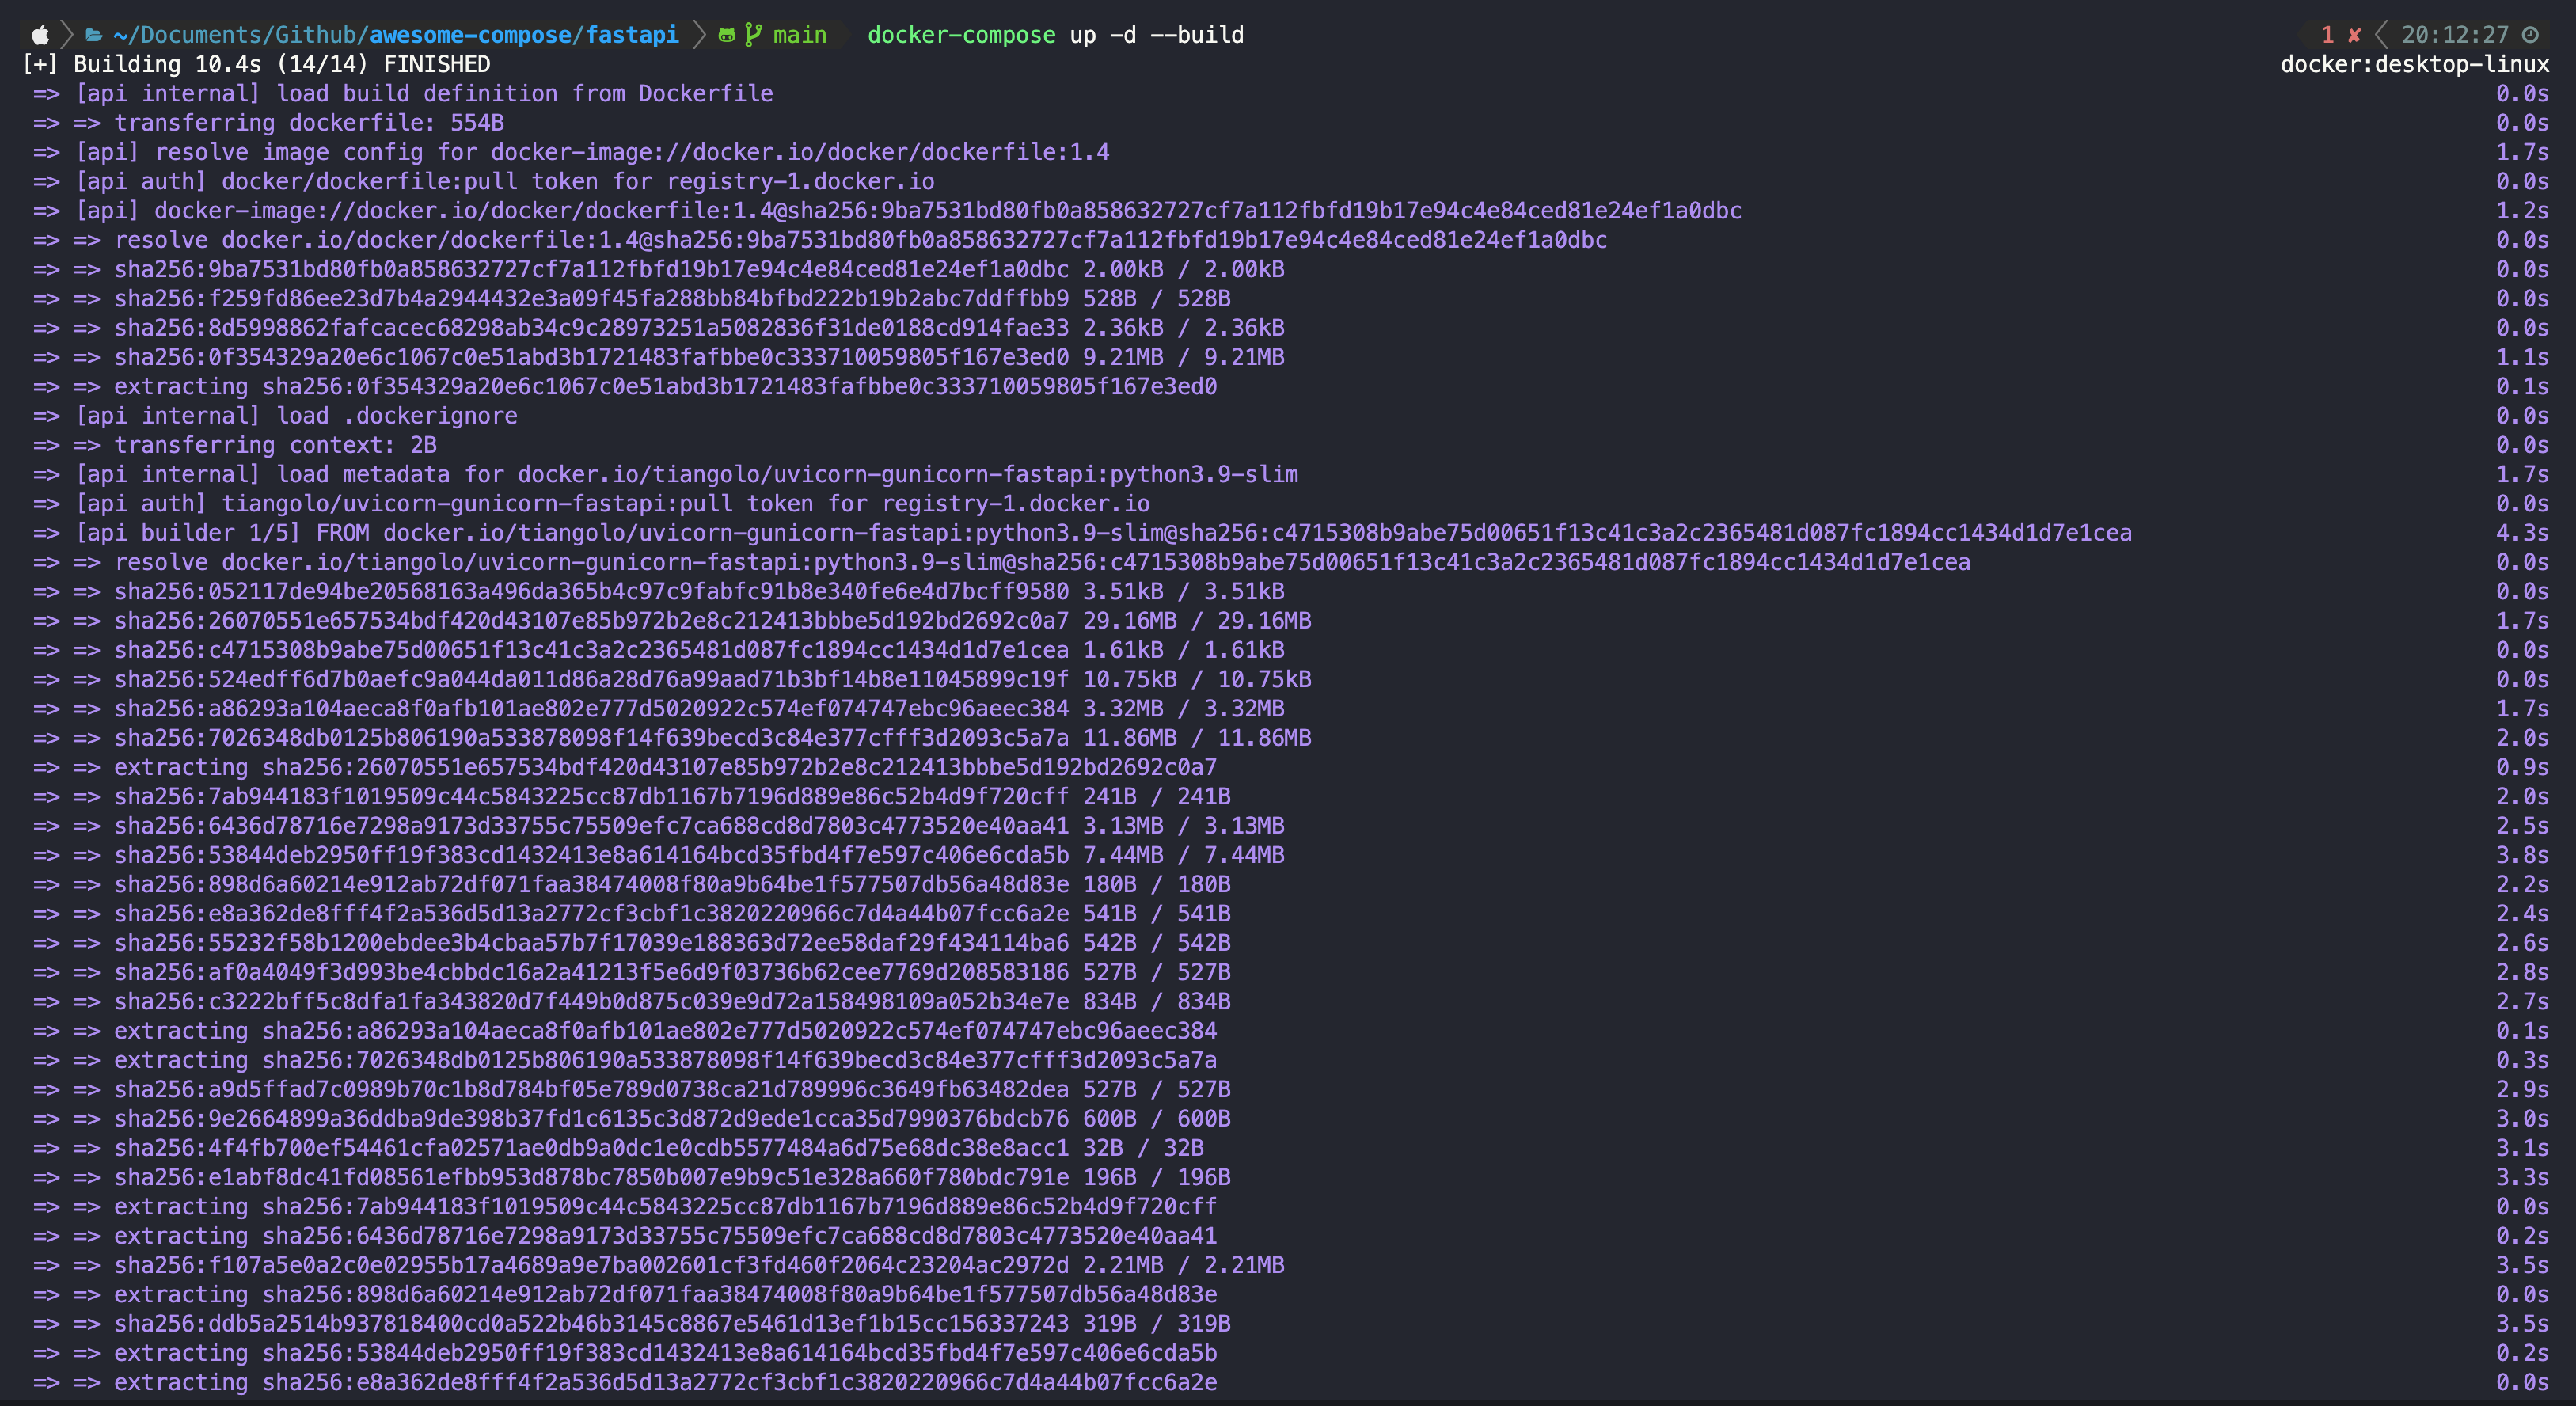 ~/Documents/Github/awesome-compose/fastapi main docker-compose up -d --build 1 ✘ 20:12:27
[+] Building 10.4s (14/14) FINISHED docker:desktop-linux
=> [api internal] load build definition from Dockerfile 0.0s
=> => transferring dockerfile: 554B 0.0s
=> [api] resolve image config for docker-image://docker.io/docker/dockerfile:1.4 1.7s
=> [api auth] docker/dockerfile:pull token for registry-1.docker.io 0.0s
=> [api] docker-image://docker.io/docker/dockerfile:1.4@sha256:9ba7531bd80fb0a858632727cf7a112fbfd19b17e94c4e84ced81e24ef1a0dbc 1.2s
=> => resolve docker.io/docker/dockerfile:1.4@sha256:9ba7531bd80fb0a858632727cf7a112fbfd19b17e94c4e84ced81e24ef1a0dbc 0.0s
=> => sha256:9ba7531bd80fb0a858632727cf7a112fbfd19b17e94c4e84ced81e24ef1a0dbc 2.00kB / 2.00kB 0.0s
=> => sha256:f259fd86ee23d7b4a2944432e3a09f45fa288bb84bfbd222b19b2abc7ddffbb9 528B / 528B 0.0s
=> => sha256:8d5998862fafcacec68298ab34c9c28973251a5082836f31de0188cd914fae33 2.36kB / 2.36kB 0.0s
=> => sha256:0f354329a20e6c1067c0e51abd3b1721483fafbbe0c333710059805f167e3ed0 9.21MB / 9.21MB 1.1s
=> => extracting sha256:0f354329a20e6c1067c0e51abd3b1721483fafbbe0c333710059805f167e3ed0 0.1s
=> [api internal] load .dockerignore 0.0s
=> => transferring context: 2B 0.0s
=> [api internal] load metadata for docker.io/tiangolo/uvicorn-gunicorn-fastapi:python3.9-slim 1.7s
=> [api auth] tiangolo/uvicorn-gunicorn-fastapi:pull token for registry-1.docker.io 0.0s
=> [api builder 1/5] FROM docker.io/tiangolo/uvicorn-gunicorn-fastapi:python3.9-slim@sha256:c4715308b9abe75d00651f13c41c3a2c2365481d087fc1894cc1434d1d7e1cea 4.3s
=> => resolve docker.io/tiangolo/uvicorn-gunicorn-fastapi:python3.9-slim@sha256:c4715308b9abe75d00651f13c41c3a2c2365481d087fc1894cc1434d1d7e1cea 0.0s
=> => sha256:052117de94be20568163a496da365b4c97c9fabfc91b8e340fe6e4d7bcff9580 3.51kB / 3.51kB 0.0s
=> => sha256:26070551e657534bdf420d43107e85b972b2e8c212413bbbe5d192bd2692c0a7 29.16MB / 29.16MB 1.7s
=> => sha256:c4715308b9abe75d00651f13c41c3a2c2365481d087fc1894cc1434d1d7e1cea 1.61kB / 1.61kB 0.0s
=> => sha256:524edff6d7b0aefc9a044da011d86a28d76a99aad71b3bf14b8e11045899c19f 10.75kB / 10.75kB 0.0s
=> => sha256:a86293a104aeca8f0afb101ae802e777d5020922c574ef074747ebc96aeec384 3.32MB / 3.32MB 1.7s
=> => sha256:7026348db0125b806190a533878098f14f639becd3c84e377cfff3d2093c5a7a 11.86MB / 11.86MB 2.0s
=> => extracting sha256:26070551e657534bdf420d43107e85b972b2e8c212413bbbe5d192bd2692c0a7 0.9s
=> => sha256:7ab944183f1019509c44c5843225cc87db1167b7196d889e86c52b4d9f720cff 241B / 241B 2.0s
=> => sha256:6436d78716e7298a9173d33755c75509efc7ca688cd8d7803c4773520e40aa41 3.13MB / 3.13MB 2.5s
=> => sha256:53844deb2950ff19f383cd1432413e8a614164bcd35fbd4f7e597c406e6cda5b 7.44MB / 7.44MB 3.8s
=> => sha256:898d6a60214e912ab72df071faa38474008f80a9b64be1f577507db56a48d83e 180B / 180B 2.2s
=> => sha256:e8a362de8fff4f2a536d5d13a2772cf3cbf1c3820220966c7d4a44b07fcc6a2e 541B / 541B 2.4s
=> => sha256:55232f58b1200ebdee3b4cbaa57b7f17039e188363d72ee58daf29f434114ba6 542B / 542B 2.6s
=> => sha256:af0a4049f3d993be4cbbdc16a2a41213f5e6d9f03736b62cee7769d208583186 527B / 527B 2.8s
=> => sha256:c3222bff5c8dfa1fa343820d7f449b0d875c039e9d72a158498109a052b34e7e 834B / 834B 2.7s
=> => extracting sha256:a86293a104aeca8f0afb101ae802e777d5020922c574ef074747ebc96aeec384 0.1s
=> => extracting sha256:7026348db0125b806190a533878098f14f639becd3c84e377cfff3d2093c5a7a 0.3s
=> => sha256:a9d5ffad7c0989b70c1b8d784bf05e789d0738ca21d789996c3649fb63482dea 527B / 527B 2.9s
=> => sha256:9e2664899a36ddba9de398b37fd1c6135c3d872d9ede1cca35d7990376bdcb76 600B / 600B 3.0s
=> => sha256:4f4fb700ef54461cfa02571ae0db9a0dc1e0cdb5577484a6d75e68dc38e8acc1 32B / 32B 3.1s
=> => sha256:e1abf8dc41fd08561efbb953d878bc7850b007e9b9c51e328a660f780bdc791e 196B / 196B 3.3s
=> => extracting sha256:7ab944183f1019509c44c5843225cc87db1167b7196d889e86c52b4d9f720cff 0.0s
=> => extracting sha256:6436d78716e7298a9173d33755c75509efc7ca688cd8d7803c4773520e40aa41 0.2s
=> => sha256:f107a5e0a2c0e02955b17a4689a9e7ba002601cf3fd460f2064c23204ac2972d 2.21MB / 2.21MB 3.5s
=> => extracting sha256:898d6a60214e912ab72df071faa38474008f80a9b64be1f577507db56a48d83e 0.0s
=> => sha256:ddb5a2514b937818400cd0a522b46b3145c8867e5461d13ef1b15cc156337243 319B / 319B 3.5s
=> => extracting sha256:53844deb2950ff19f383cd1432413e8a614164bcd35fbd4f7e597c406e6cda5b 0.2s
=> => extracting sha256:e8a362de8fff4f2a536d5d13a2772cf3cbf1c3820220966c7d4a44b07fcc6a2e 0.0s